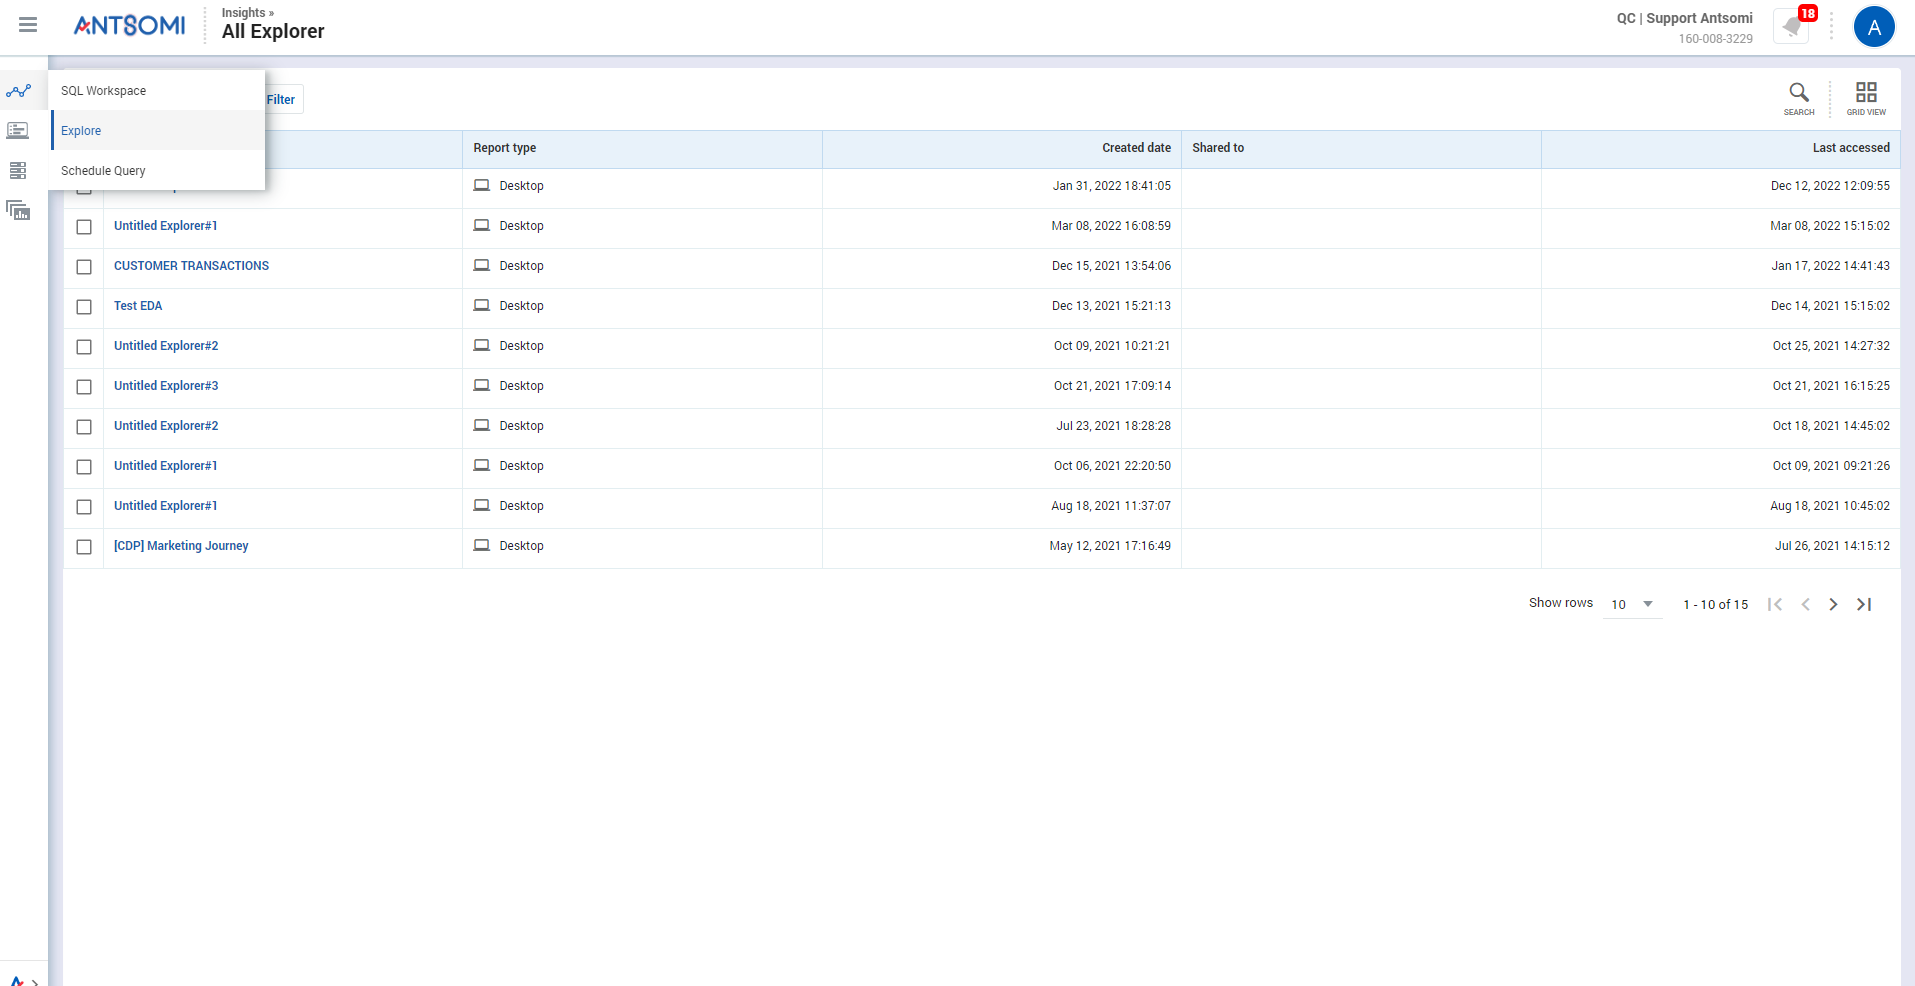 ANTSOMI
Insights »
All Explorer
QC | Support Antsomi
160-008-3229
18
A
SQL Workspace
Explore
Schedule Query
Filter
SEARCH
GRID VIEW
Report type Created date Shared to Last accessed
Desktop Jan 31, 2022 18:41:05 Dec 12, 2022 12:09:55
Untitled Explorer#1 Desktop Mar 08, 2022 16:08:59 Mar 08, 2022 15:15:02
CUSTOMER TRANSACTIONS Desktop Dec 15, 2021 13:54:06 Jan 17, 2022 14:41:43
Test EDA Desktop Dec 13, 2021 15:21:13 Dec 14, 2021 15:15:02
Untitled Explorer#2 Desktop Oct 09, 2021 10:21:21 Oct 25, 2021 14:27:32
Untitled Explorer#3 Desktop Oct 21, 2021 17:09:14 Oct 21, 2021 16:15:25
Untitled Explorer#2 Desktop Jul 23, 2021 18:28:28 Oct 18, 2021 14:45:02
Untitled Explorer#1 Desktop Oct 06, 2021 22:20:50 Oct 09, 2021 09:21:26
Untitled Explorer#1 Desktop Aug 18, 2021 11:37:07 Aug 18, 2021 10:45:02
[CDP] Marketing Journey Desktop May 12, 2021 17:16:49 Jul 26, 2021 14:15:12
Show rows 10 1 - 10 of 15